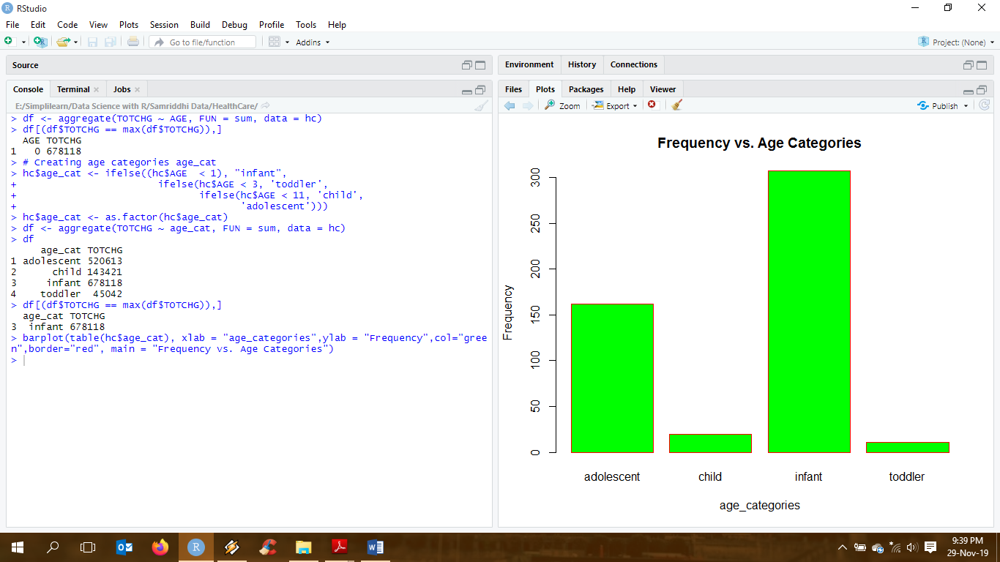 RStudio
File Edit Code View Plots Session Build Debug Profile Tools Help
Go to file/function Addins Project: (None)
Source
Console Terminal Jobs
E:/Simplilearn/Data Science with R/Samriddhi Data/HealthCare/
> df <- aggregate(TOTCHG ~ AGE, FUN = sum, data = hc)
> df[(df$TOTCHG == max(df$TOTCHG)),]
AGE TOTCHG
1 0 678118
> # Creating age categories age_cat
> hc$age_cat <- ifelse((hc$AGE < 1), "infant",
+ ifelse(hc$AGE < 3, 'toddler',
+ ifelse(hc$AGE < 11, 'child',
+ 'adolescent')))
> hc$age_cat <- as.factor(hc$age_cat)
> df <- aggregate(TOTCHG ~ age_cat, FUN = sum, data = hc)
> df
age_cat TOTCHG
1 adolescent 520613
2 child 143421
3 infant 678118
4 toddler 45042
> df[(df$TOTCHG == max(df$TOTCHG)),]
age_cat TOTCHG
3 infant 678118
> barplot(table(hc$age_cat), xlab = "age_categories",ylab = "Frequency",col="gree
n",border="red", main = "Frequency vs. Age Categories")
>
Environment History Connections
Files Plots Packages Help Viewer
Zoom Export Publish
Frequency vs. Age Categories
Frequency
300
250
200
150
100
50
0
adolescent child infant toddler
age_categories
9:39 PM
29-Nov-19